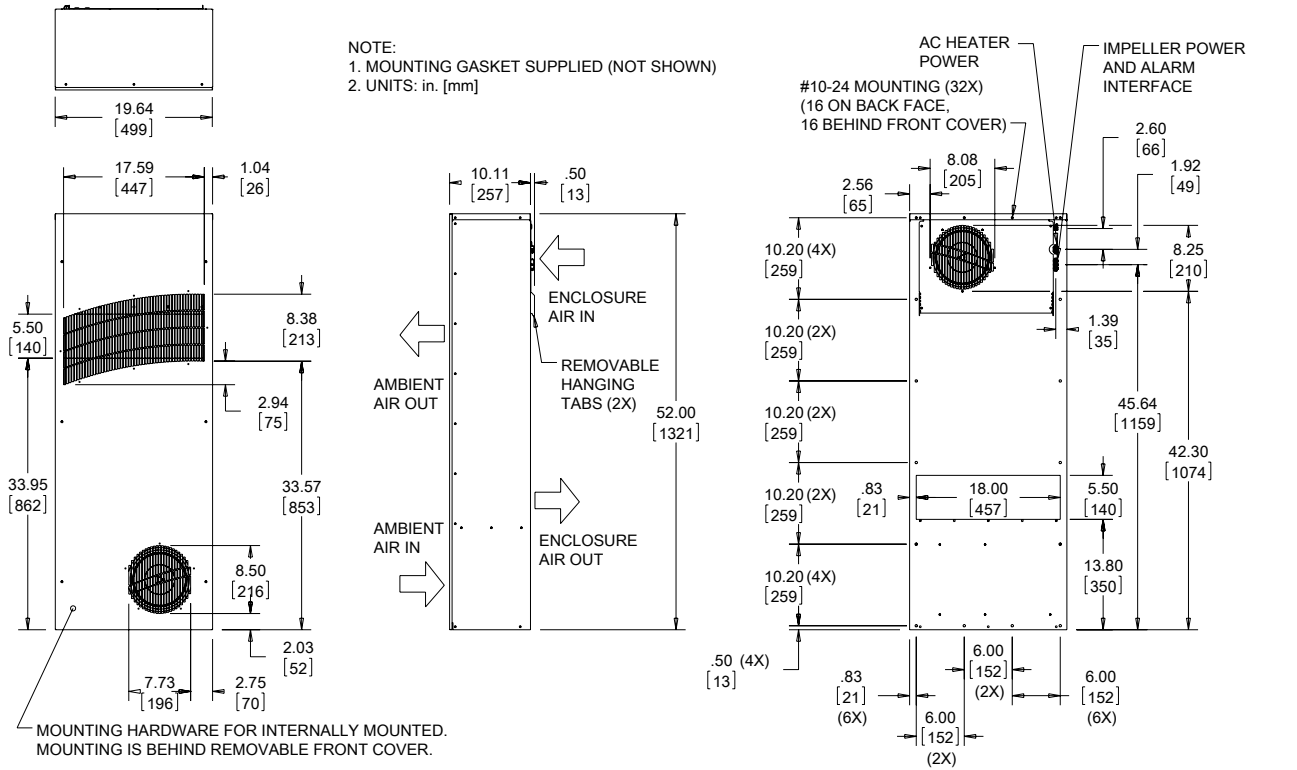 NOTE:
1. MOUNTING GASKET SUPPLIED (NOT SHOWN)
2. UNITS: in. [mm]
19.64
[499]
17.59
[447]
1.04
[26]
5.50
[140]
8.38
[213]
2.94
[75]
33.95
[862]
33.57
[853]
8.50
[216]
2.03
[52]
7.73
[196]
2.75
[70]
MOUNTING HARDWARE FOR INTERNALLY MOUNTED.
MOUNTING IS BEHIND REMOVABLE FRONT COVER.
10.11
[257]
.50
[13]
ENCLOSURE
AIR IN
AMBIENT
AIR OUT
REMOVABLE
HANGING
TABS (2X)
52.00
[1321]
AMBIENT
AIR IN
ENCLOSURE
AIR OUT
AC HEATER
POWER
IMPELLER POWER
AND ALARM
INTERFACE
#10-24 MOUNTING (32X)
(16 ON BACK FACE,
16 BEHIND FRONT COVER)
2.60
[66]
8.08
[205]
1.92
[49]
2.56
[65]
10.20 (4X)
[259]
8.25
[210]
10.20 (2X)
[259]
1.39
[35]
10.20 (2X)
[259]
45.64
[1159]
42.30
[1074]
10.20 (2X)
[259]
.83
[21]
18.00
[457]
5.50
[140]
10.20 (4X)
[259]
13.80
[350]
.50 (4X)
[13]
.83
[21]
(6X)
6.00
[152]
(2X)
6.00
[152]
(2X)
6.00
[152]
(6X)